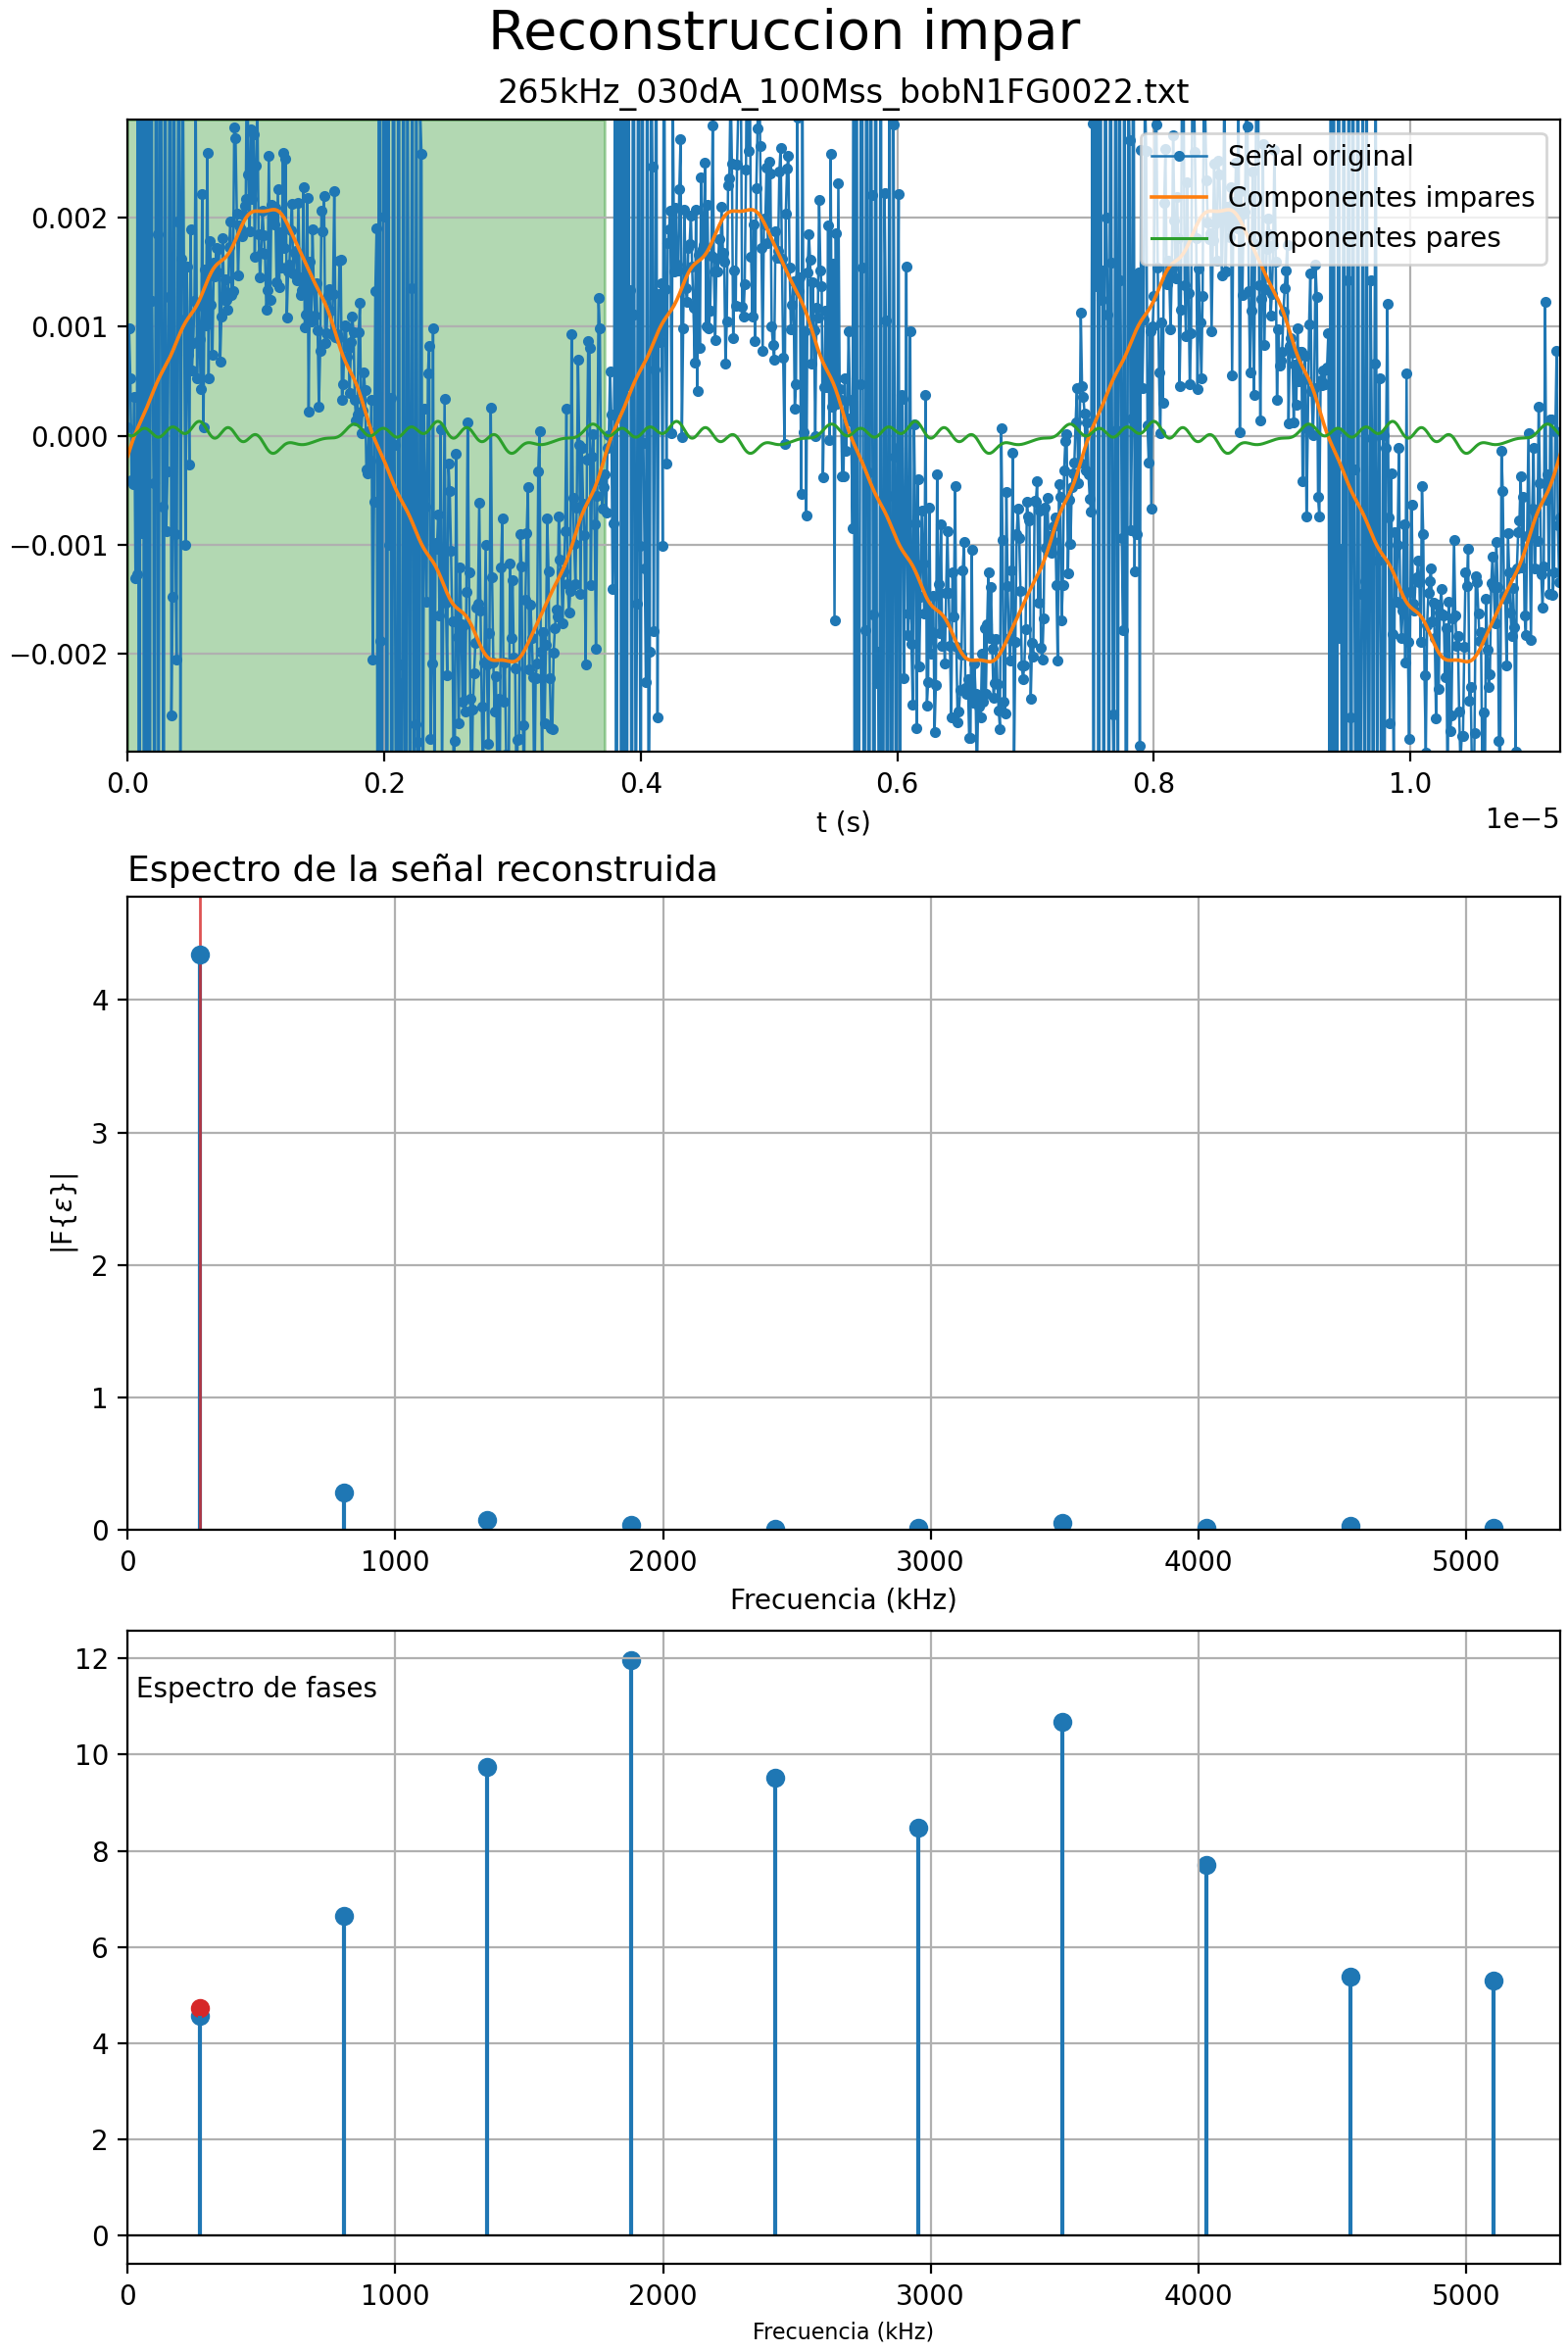 Reconstruccion impar
265kHz_030dA_100Mss_bobN1FG0022.txt
Señal original
Componentes impares
Componentes pares
0.002
0.001
0.000
−0.001
−0.002
0.0 0.2 0.4 0.6 0.8 1.0
t (s)
1e−5
Espectro de la señal reconstruida
|F{ε}|
4
3
2
1
0
0 1000 2000 3000 4000 5000
Frecuencia (kHz)
Espectro de fases
12
10
8
6
4
2
0
0 1000 2000 3000 4000 5000
Frecuencia (kHz)